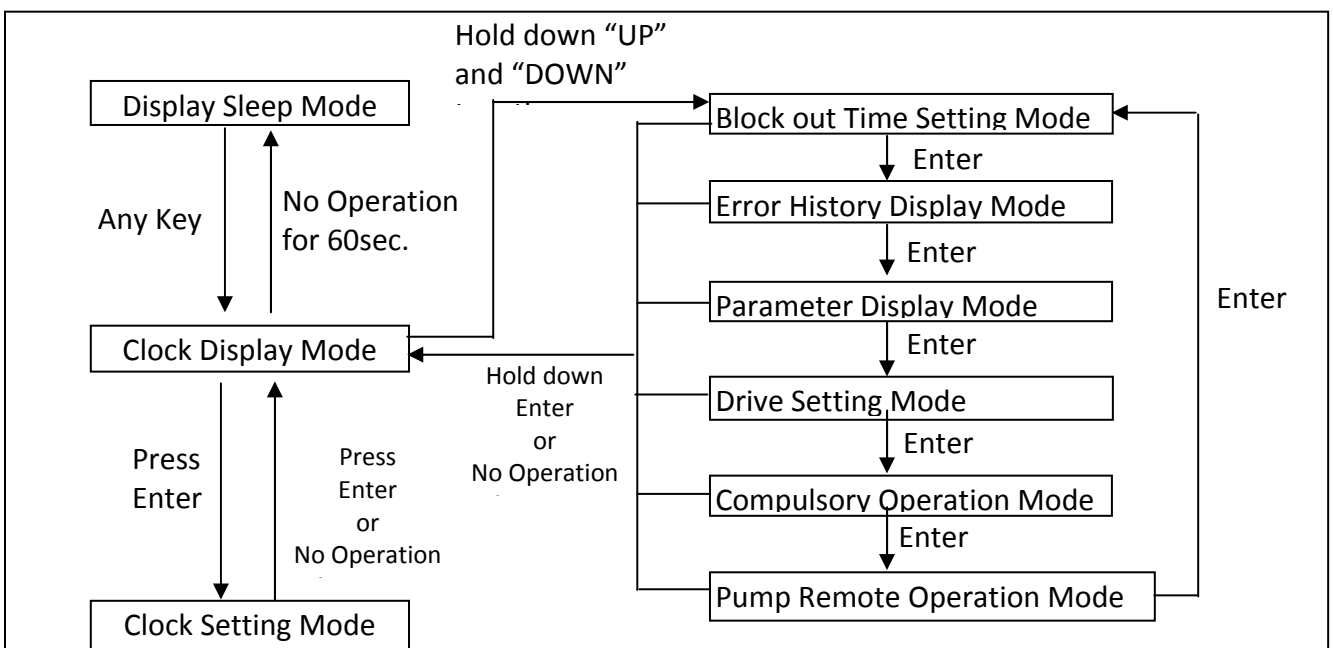 Hold down “UP”
and “DOWN”
Display Sleep Mode
Block out Time Setting Mode
Enter
Any Key
No Operation
for 60sec.
Error History Display Mode
Enter
Parameter Display Mode
Enter
Enter
Clock Display Mode
Hold down
Enter
or
No Operation
Drive Setting Mode
Enter
Press
Enter
Press
Enter
or
No Operation
Compulsory Operation Mode
Enter
Pump Remote Operation Mode
Clock Setting Mode